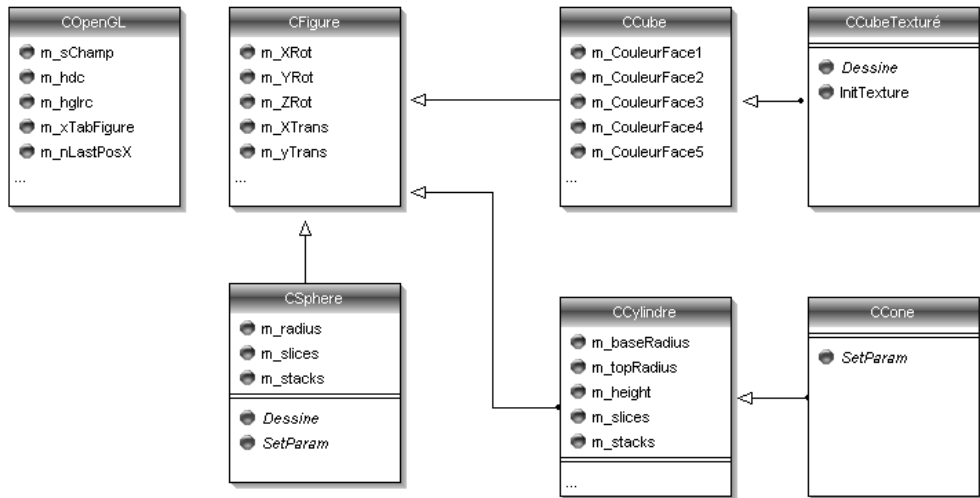 COpenGL
m_sChamp
m_hdc
m_hglrc
m_xTabFigure
m_nLastPosX
...
CFigure
m_XRot
m_YRot
m_ZRot
m_XTrans
m_yTrans
...
CCube
m_CouleurFace1
m_CouleurFace2
m_CouleurFace3
m_CouleurFace4
m_CouleurFace5
...
CCubeTexturé
Dessine
InitTexture
CSphere
m_radius
m_slices
m_stacks
Dessine
SetParam
CCylindre
m_baseRadius
m_topRadius
m_height
m_slices
m_stacks
...
CCone
SetParam